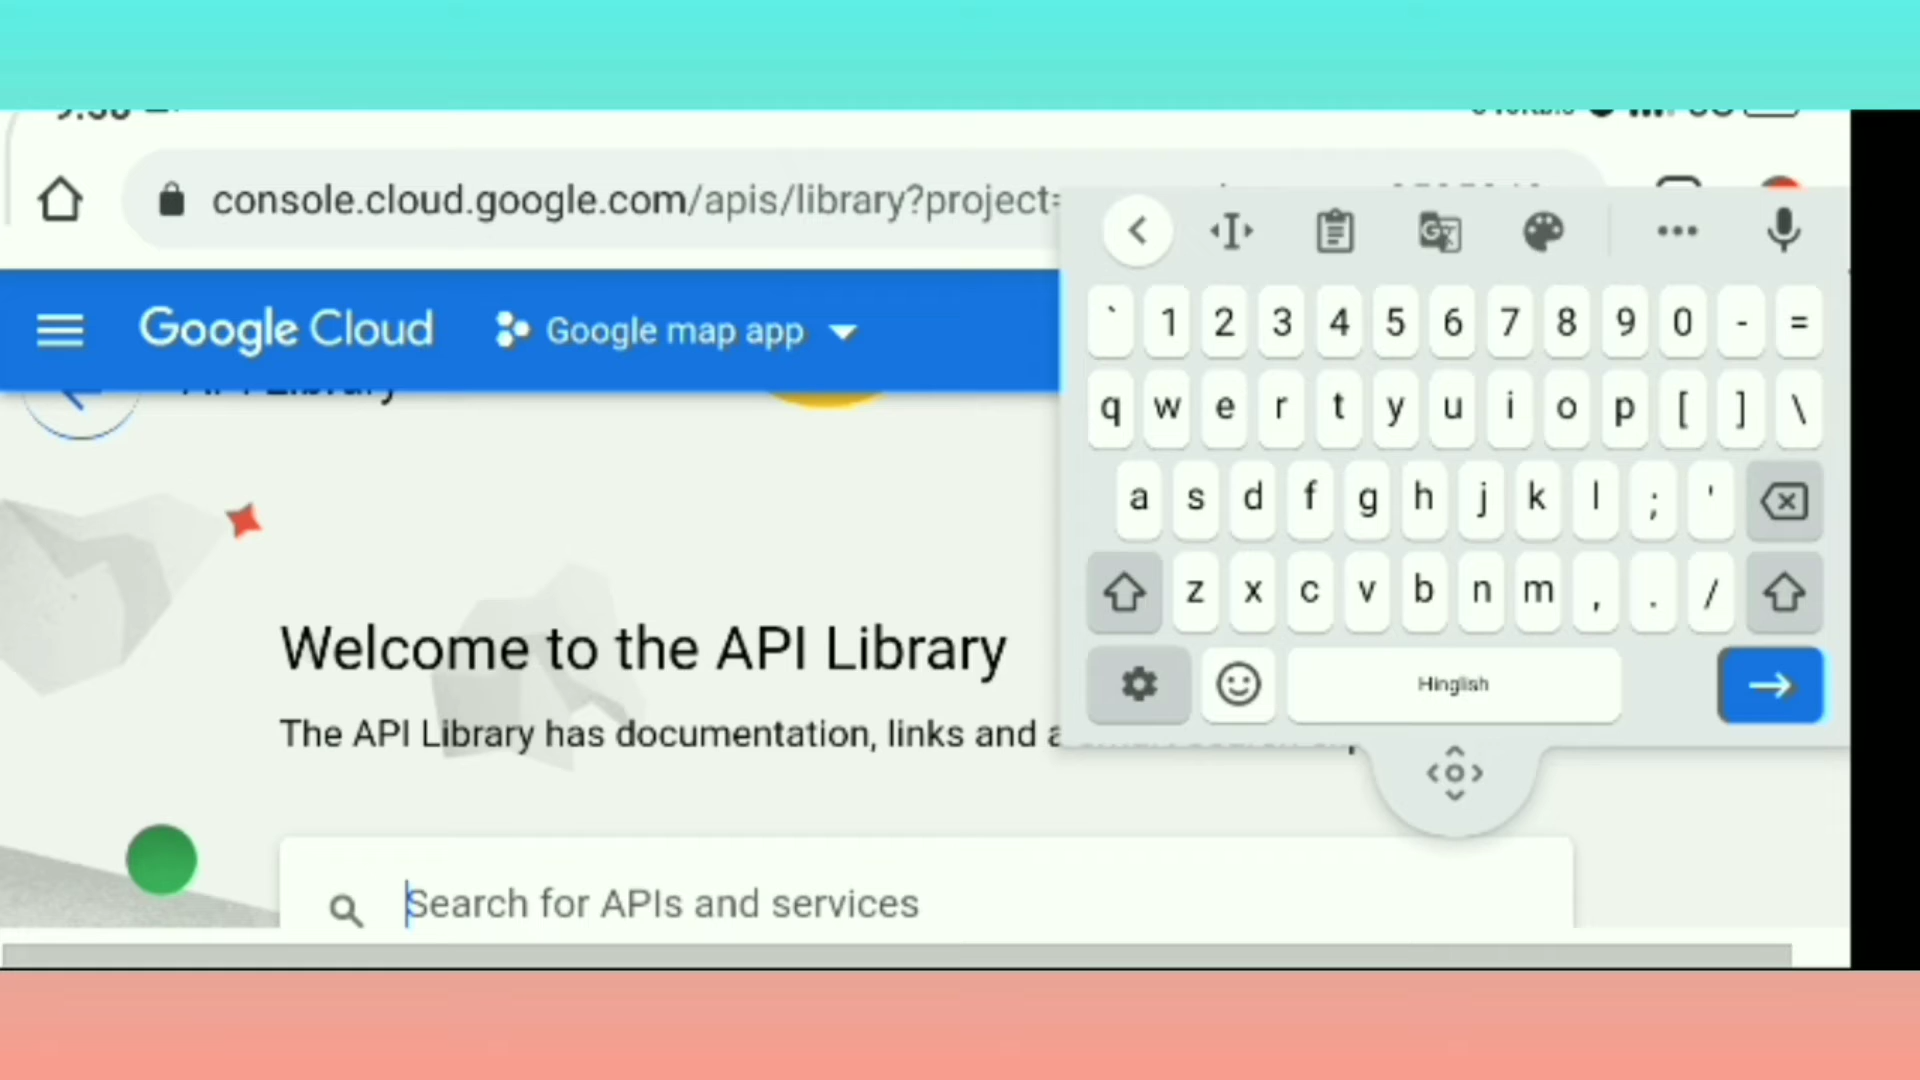 console.cloud.google.com/apis/library?project=
Google Cloud
Google map app
API Library
Welcome to the API Library
The API Library has documentation, links and a
Search for APIs and services
` 1 2 3 4 5 6 7 8 9 0 - =
q w e r t y u i o p [ ] \
a s d f g h j k l ; '
z x c v b n m , . /
Hinglish